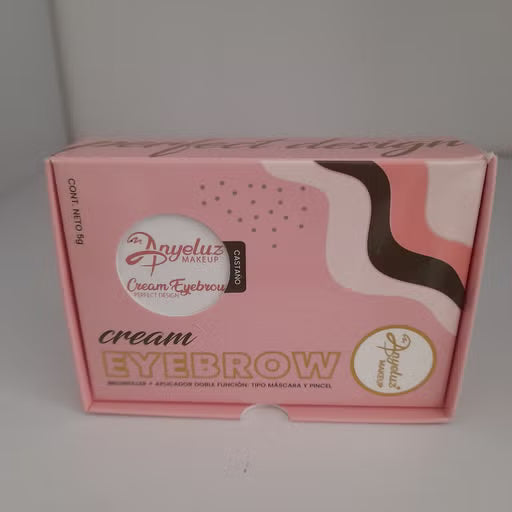 perfect design
CONT. NETO 5g
Anyeluz
MAKEUP
Cream Eyebrow
PERFECT DESIGN
CASTAÑO
cream
EYEBROW
+ APLICADOR DOBLE FUNCIÓN: TIPO MÁSCARA Y PINCEL
Anyeluz
MAKEUP